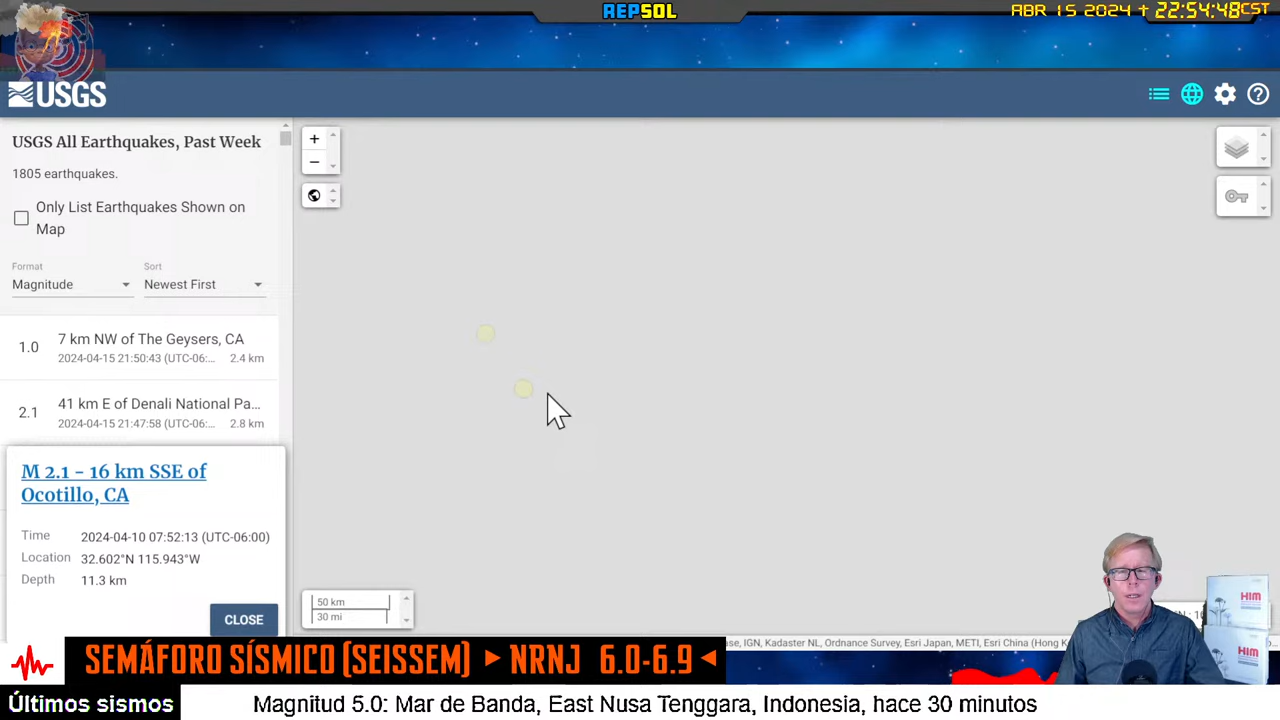 REPSOL
ABR 15 2024 † 22:54:48 CST
USGS
USGS All Earthquakes, Past Week
1805 earthquakes.
Only List Earthquakes Shown on
Map
Format
Sort
Magnitude
Newest First
1.0
7 km NW of The Geysers, CA
2024-04-15 21:50:43 (UTC-06:...
2.4 km
2.1
41 km E of Denali National Pa...
2024-04-15 21:47:58 (UTC-06:...
2.8 km
M 2.1 - 16 km SSE of
Ocotillo, CA
Time
2024-04-10 07:52:13 (UTC-06:00)
Location
32.602°N 115.943°W
Depth
11.3 km
CLOSE
50 km
30 mi
HIM
HIM
IGN, Kadaster NL, Ordnance Survey, Esri Japan, METI, Esri China (Hong K
SEMÁFORO SÍSMICO (SEISSEM) ► NRNJ 6.0-6.9 ◄
Últimos sismos
Magnitud 5.0: Mar de Banda, East Nusa Tenggara, Indonesia, hace 30 minutos